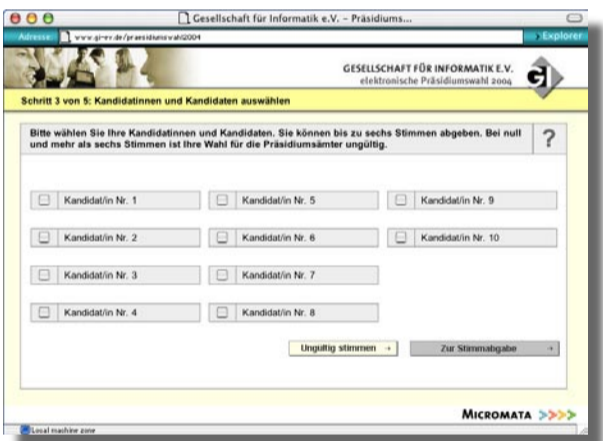 Gesellschaft für Informatik e.V. – Präsidiums...
Adresse: www.gi-ev.de/praesidiumswahl2004
Explorer
GESELLSCHAFT FÜR INFORMATIK E.V.
elektronische Präsidiumswahl 2004
GI
Schritt 3 von 5: Kandidatinnen und Kandidaten auswählen
Bitte wählen Sie Ihre Kandidatinnen und Kandidaten. Sie können bis zu sechs Stimmen abgeben. Bei null
und mehr als sechs Stimmen ist Ihre Wahl für die Präsidiumsämter ungültig.
?
Kandidat/in Nr. 1
Kandidat/in Nr. 5
Kandidat/in Nr. 9
Kandidat/in Nr. 2
Kandidat/in Nr. 6
Kandidat/in Nr. 10
Kandidat/in Nr. 3
Kandidat/in Nr. 7
Kandidat/in Nr. 4
Kandidat/in Nr. 8
Ungültig stimmen →
Zur Stimmabgabe →
MICROMATA >>>>
Local machine zone